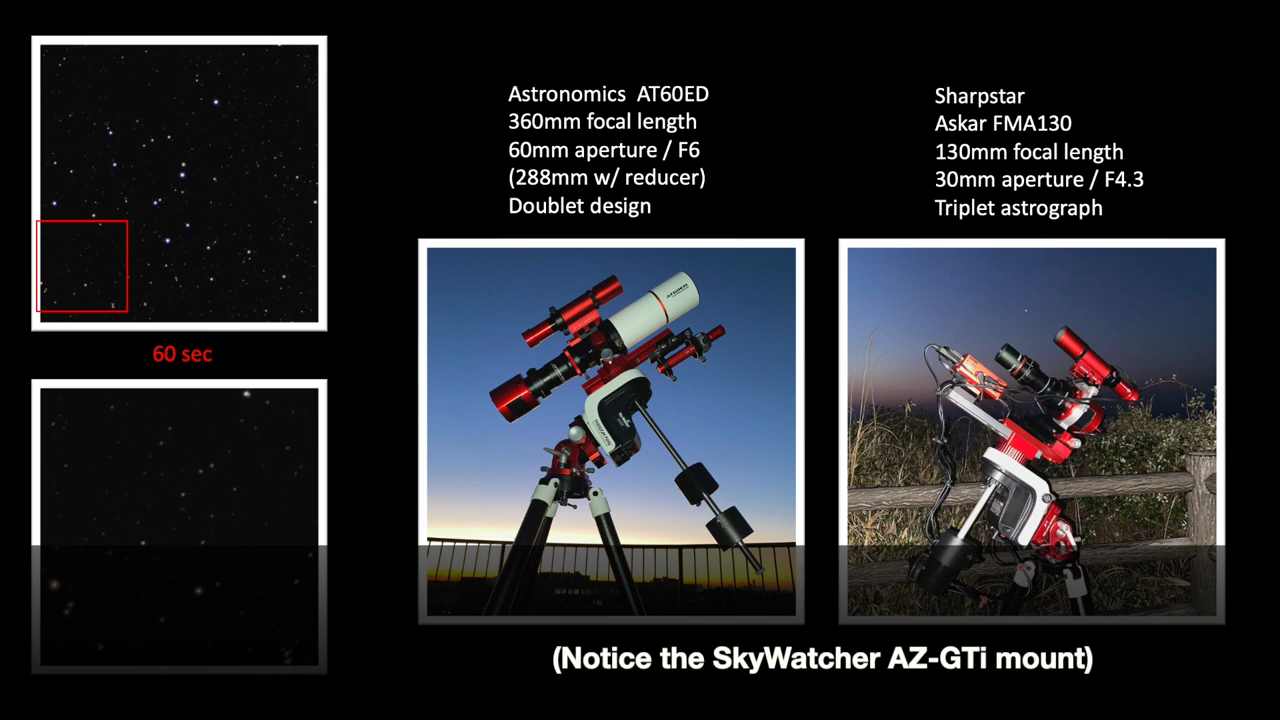 Astronomics AT60ED
360mm focal length
60mm aperture / F6
(288mm w/ reducer)
Doublet design
Sharpstar
Askar FMA130
130mm focal length
30mm aperture / F4.3
Triplet astrograph
60 sec
AT60ED
(Notice the SkyWatcher AZ-GTi mount)